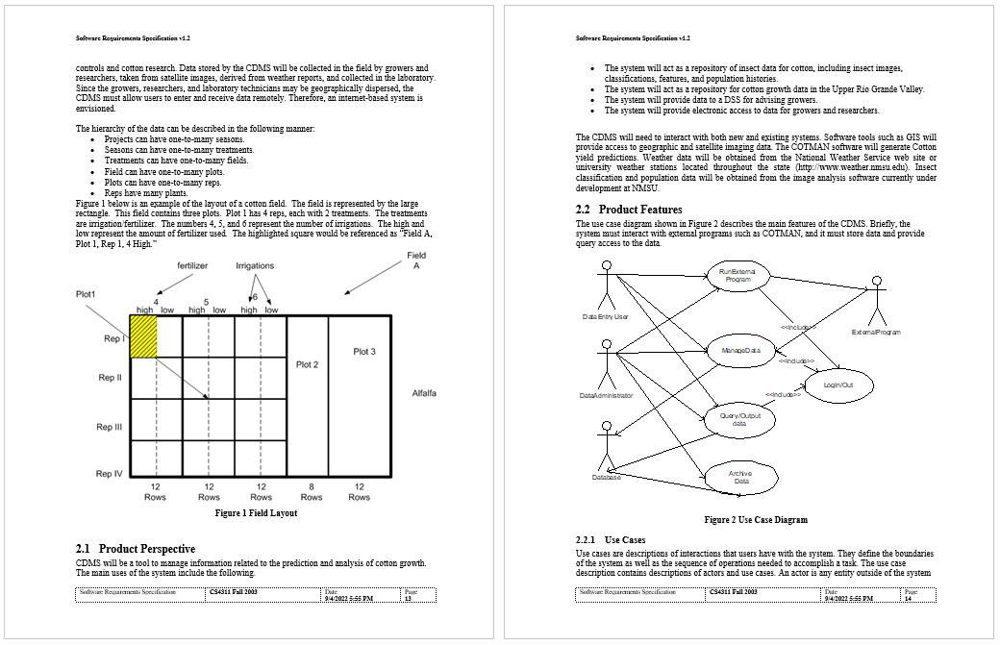 Software Requirements Specification v1.2
controls and cotton research. Data stored by the CDMS will be collected in the field by growers and
researchers, taken from satellite images, derived from weather reports, and collected in the laboratory.
Since the growers, researchers, and laboratory technicians may be geographically dispersed, the
CDMS must allow users to enter and receive data remotely. Therefore, an internet-based system is
envisioned.
The hierarchy of the data can be described in the following manner:
• Projects can have one-to-many seasons.
• Seasons can have one-to-many treatments.
• Treatments can have one-to-many fields.
• Field can have one-to-many plots.
• Plots can have one-to-many reps.
• Reps have many plants.
Figure 1 below is an example of the layout of a cotton field. The field is represented by the large
rectangle. This field contains three plots. Plot 1 has 4 reps, each with 2 treatments. The treatments
are irrigation/fertilizer. The numbers 4, 5, and 6 represent the number of irrigations. The high and
low represent the amount of fertilizer used. The highlighted square would be referenced as "Field A,
Plot 1, Rep 1, 4 High."
Field
A
fertilizer Irrigations
Plot1
4 5 6
high low high low high low
Rep I
Plot 3
Plot 2
Rep II
Alfalfa
Rep III
Rep IV
12 12 12 8 12
Rows Rows Rows Rows Rows
Figure 1 Field Layout
2.1 Product Perspective
CDMS will be a tool to manage information related to the prediction and analysis of cotton growth.
The main uses of the system include the following.
Software Requirements Specification CS4311 Fall 2003 Date Page
9/4/2022 5:55 PM 13
Software Requirements Specification v1.2
• The system will act as a repository of insect data for cotton, including insect images,
classifications, features, and population histories.
• The system will act as a repository for cotton growth data in the Upper Rio Grande Valley.
• The system will provide data to a DSS for advising growers.
• The system will provide electronic access to data for growers and researchers.
The CDMS will need to interact with both new and existing systems. Software tools such as GIS will
provide access to geographic and satellite imaging data. The COTMAN software will generate Cotton
yield predictions. Weather data will be obtained from the National Weather Service web site or
university weather stations located throughout the state (http://www.weather.nmsu.edu). Insect
classification and population data will be obtained from the image analysis software currently under
development at NMSU.
2.2 Product Features
The use case diagram shown in Figure 2 describes the main features of the CDMS. Briefly, the
system must interact with external programs such as COTMAN, and it must store data and provide
query access to the data.
RunExternal
Program
Data Entry User
<<include>>
ExternalProgram
ManageData
<<include>>
Login/Out
DataAdministrator
<<include>>
Query/Output
data
Database
Archive
Data
Figure 2 Use Case Diagram
2.2.1 Use Cases
Use cases are descriptions of interactions that users have with the system. They define the boundaries
of the system as well as the sequence of operations needed to accomplish a task. The use case
description contains descriptions of actors and use cases. An actor is any entity outside of the system
Software Requirements Specification CS4311 Fall 2003 Date Page
9/4/2022 5:55 PM 14